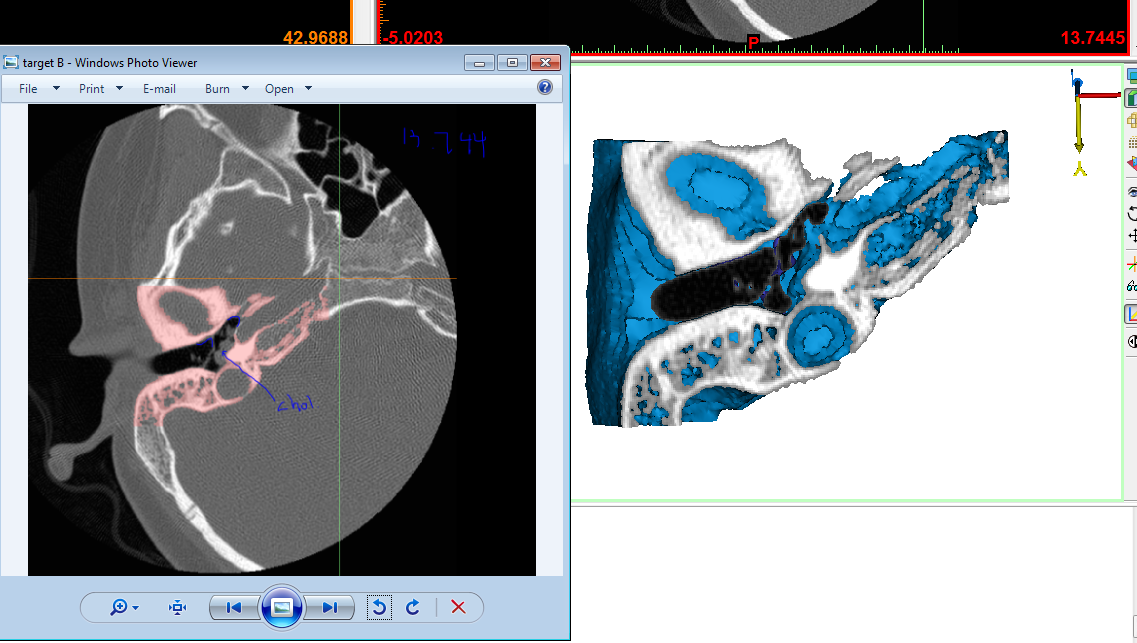 42.9688
-5.0203
P
13.7445
target B - Windows Photo Viewer
File
Print
E-mail
Burn
Open
13,744
chol
Y